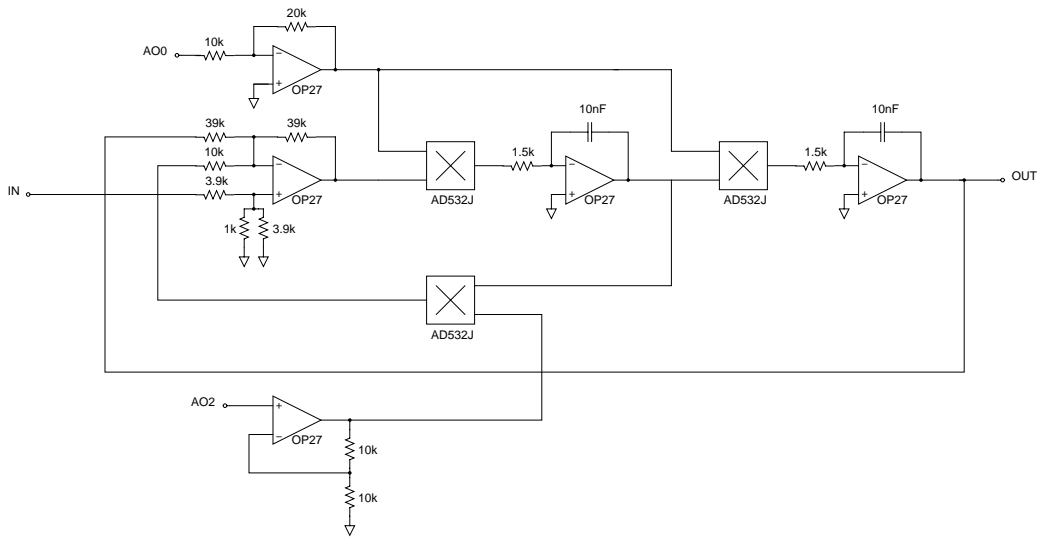 20k
10k
AO0
OP27
10nF
10nF
39k
39k
1.5k
1.5k
10k
IN
3.9k
OP27
AD532J
OP27
AD532J
OP27
OUT
1k
3.9k
AD532J
AO2
OP27
10k
10k